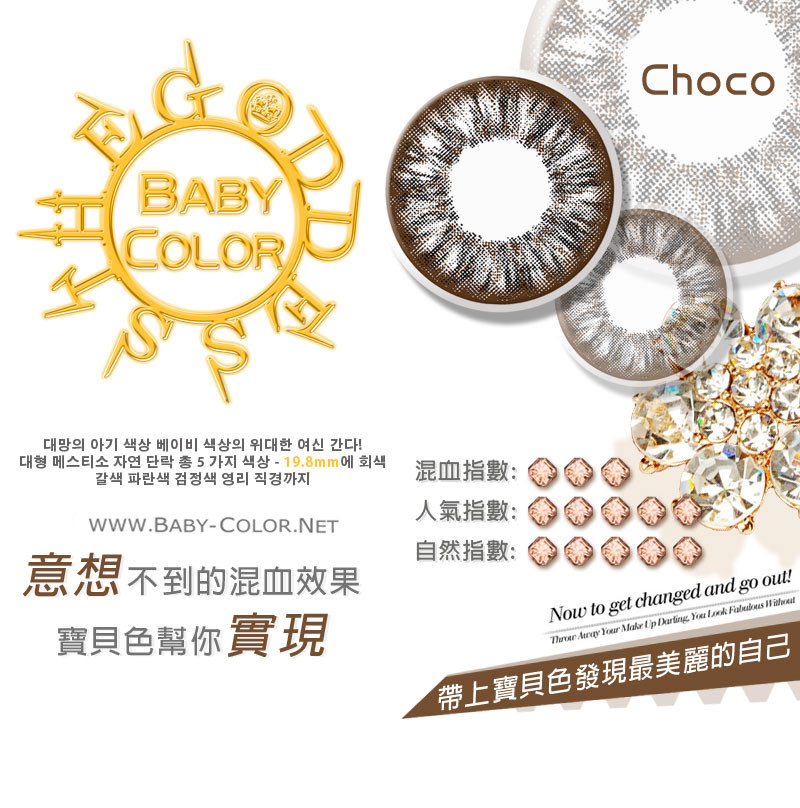 THE GODDESS
BABY
COLOR
Choco
대망의 아기 색상 베이비 색상의 위대한 여신 간다!
대형 메스티소 자연 단락 총 5 가지 색상 - 19.8mm에 회색
갈색 파란색 검정색 영리 직경까지
WWW.BABY-COLOR.NET
意想不到的混血效果
寶貝色幫你實現
混血指數:
人氣指數:
自然指數:
Now to get changed and go out!
Throw Away Your Make Up Darling, You Look Fabulous Without
帶上寶貝色發現最美麗的自己